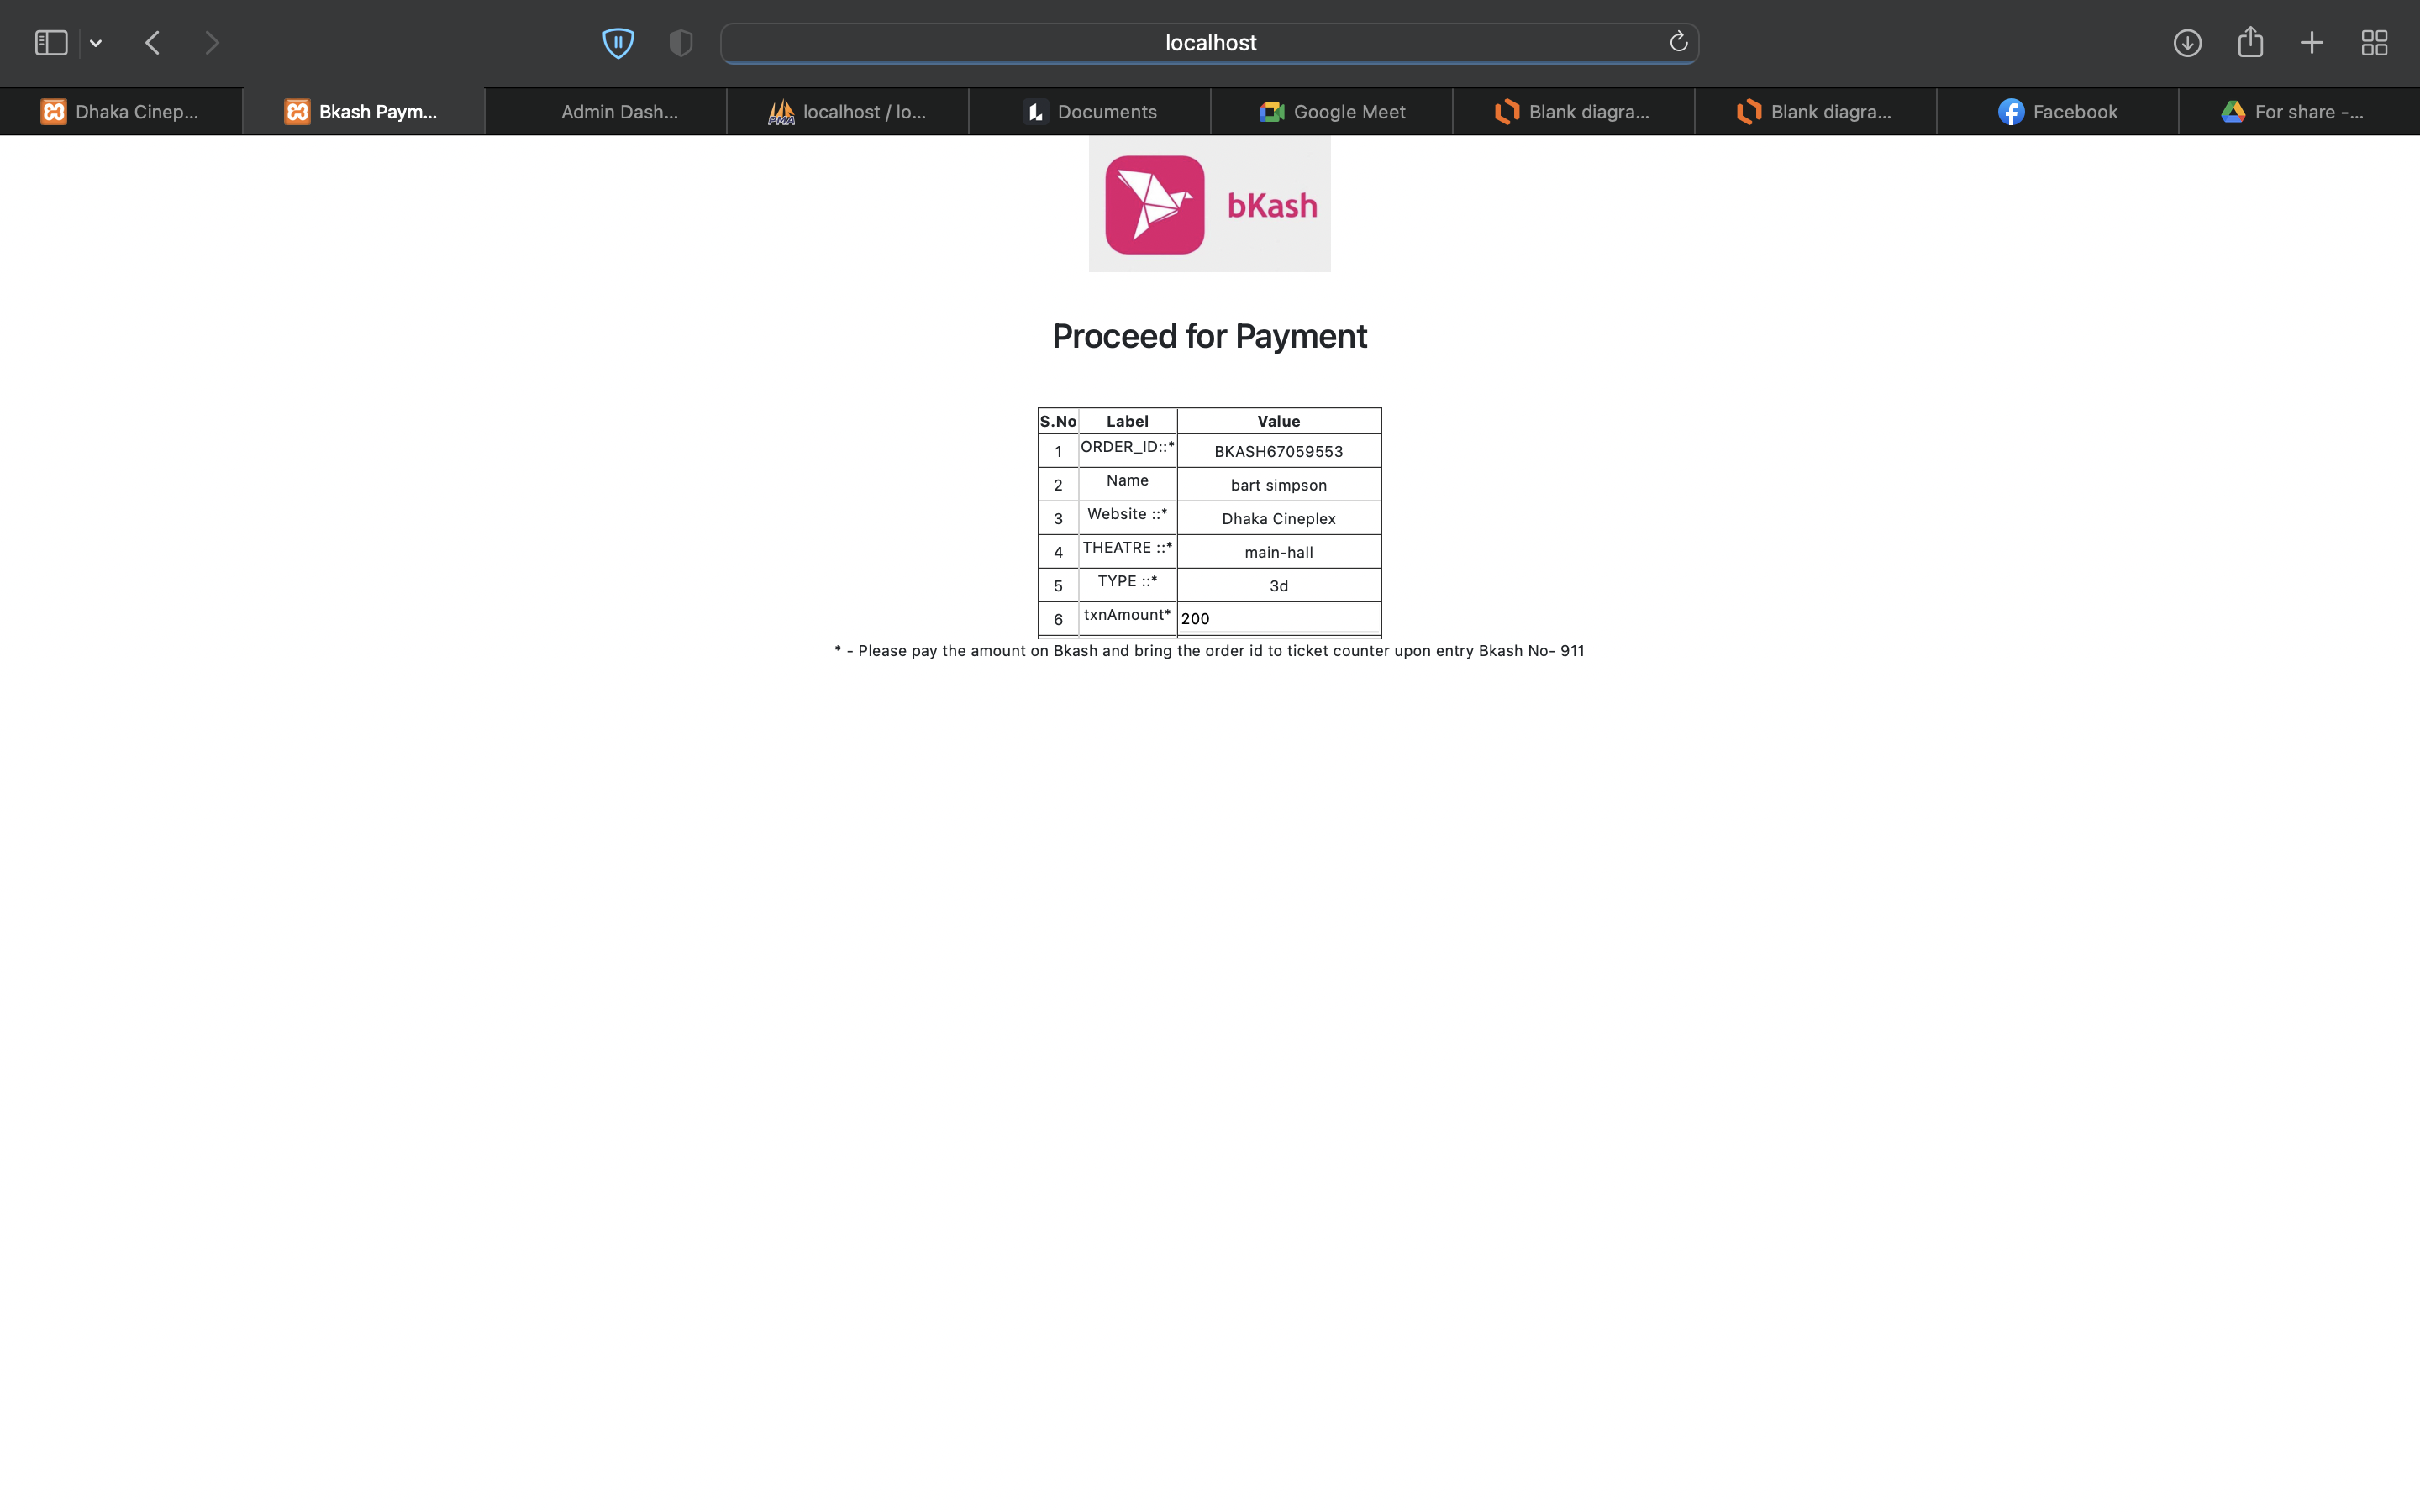 localhost
Dhaka Cinep...
Bkash Paym...
Admin Dash...
localhost / lo...
Documents
Google Meet
Blank diagra...
Blank diagra...
Facebook
For share -...
bKash
Proceed for Payment
S.No Label Value
1 ORDER_ID::* BKASH67059553
2 Name bart simpson
3 Website ::* Dhaka Cineplex
4 THEATRE ::* main-hall
5 TYPE ::* 3d
6 txnAmount* 200
* - Please pay the amount on Bkash and bring the order id to ticket counter upon entry Bkash No- 911